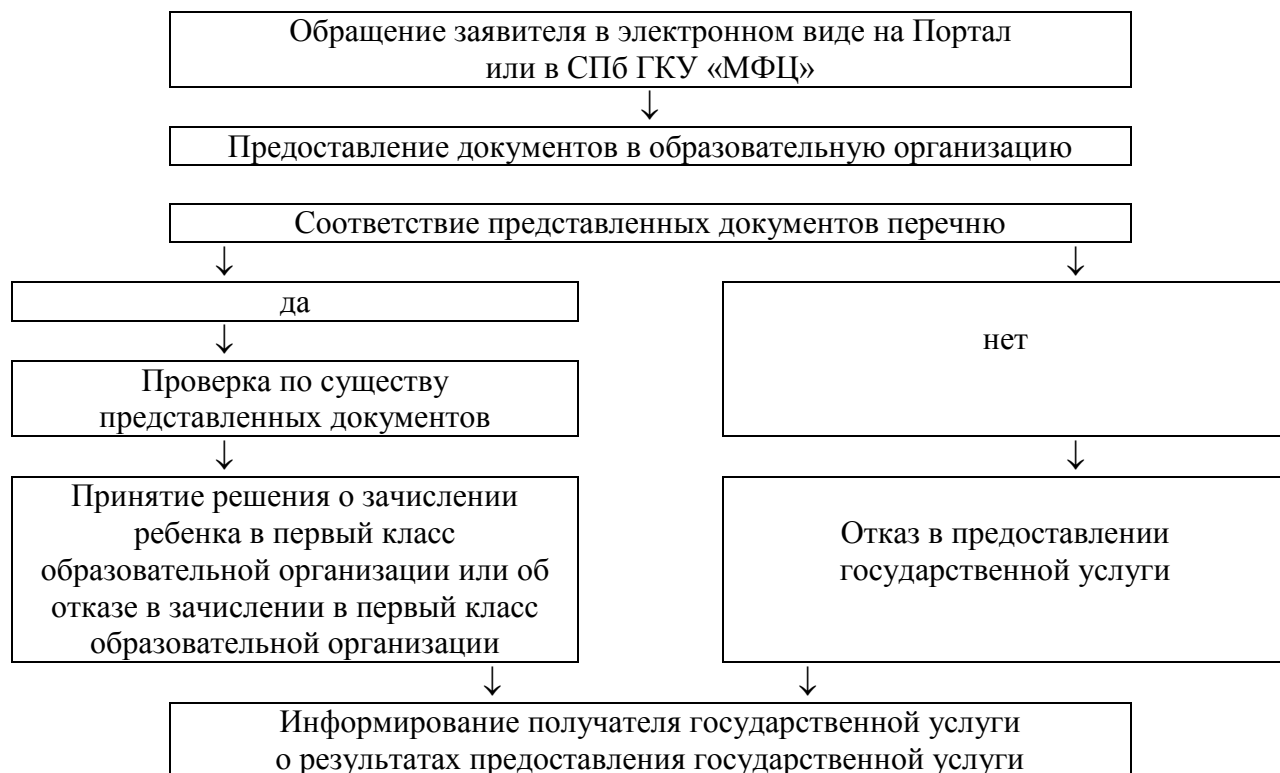 Обращение заявителя в электронном виде на Портал
или в СПб ГКУ «МФЦ»
↓
Предоставление документов в образовательную организацию
Соответствие представленных документов перечню
↓ ↓
да
нет
↓
Проверка по существу
представленных документов
↓ ↓
Принятие решения о зачислении
ребенка в первый класс
образовательной организации или об
отказе в зачислении в первый класс
образовательной организации
Отказ в предоставлении
государственной услуги
↓ ↓
Информирование получателя государственной услуги
о результатах предоставления государственной услуги